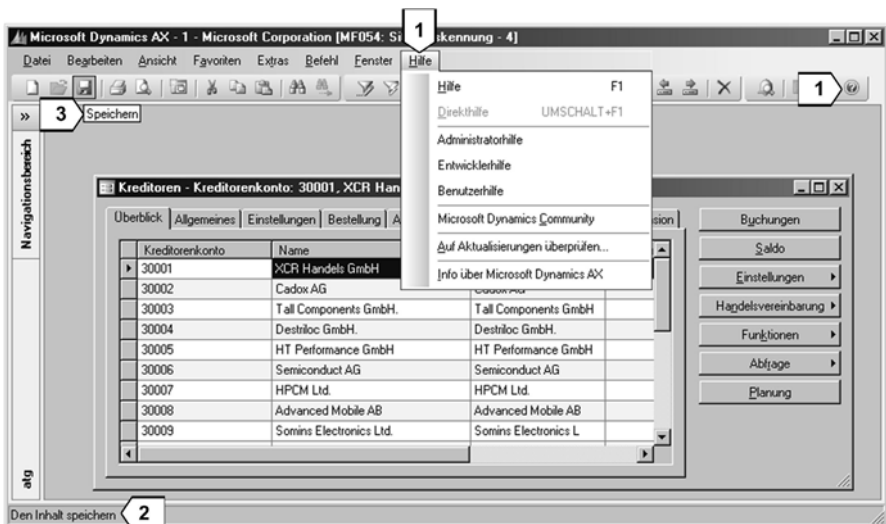 1
Microsoft Dynamics AX - 1 - Microsoft Corporation [MF054: Si kennung - 4]
Datei Bearbeiten Ansicht Favoriten Extras Befehl Fenster Hilfe
1
3 Speichern
Hilfe F1
Direkthilfe UMSCHALT+F1
Administratorhilfe
Entwicklerhilfe
Benutzerhilfe
Microsoft Dynamics Community
Auf Aktualisierungen überprüfen...
Info über Microsoft Dynamics AX
Navigationsbereich
Kreditoren - Kreditorenkonto: 30001, XCR Han
Überblick Allgemeines Einstellungen Bestellung A sion
Kreditorenkonto Name
30001 XCR Handels GmbH
30002 Cadox AG Cadox AG
30003 Tall Components GmbH. Tall Components GmbH
30004 Destriloc GmbH. Destriloc GmbH.
30005 HT Performance GmbH HT Performance GmbH
30006 Semiconduct AG Semiconduct AG
30007 HPCM Ltd. HPCM Ltd.
30008 Advanced Mobile AB Advanced Mobile AB
30009 Somins Electronics Ltd. Somins Electronics L
Buchungen
Saldo
Einstellungen
Handelsvereinbarung
Funktionen
Abfrage
Planung
atg
Den Inhalt speichern 2